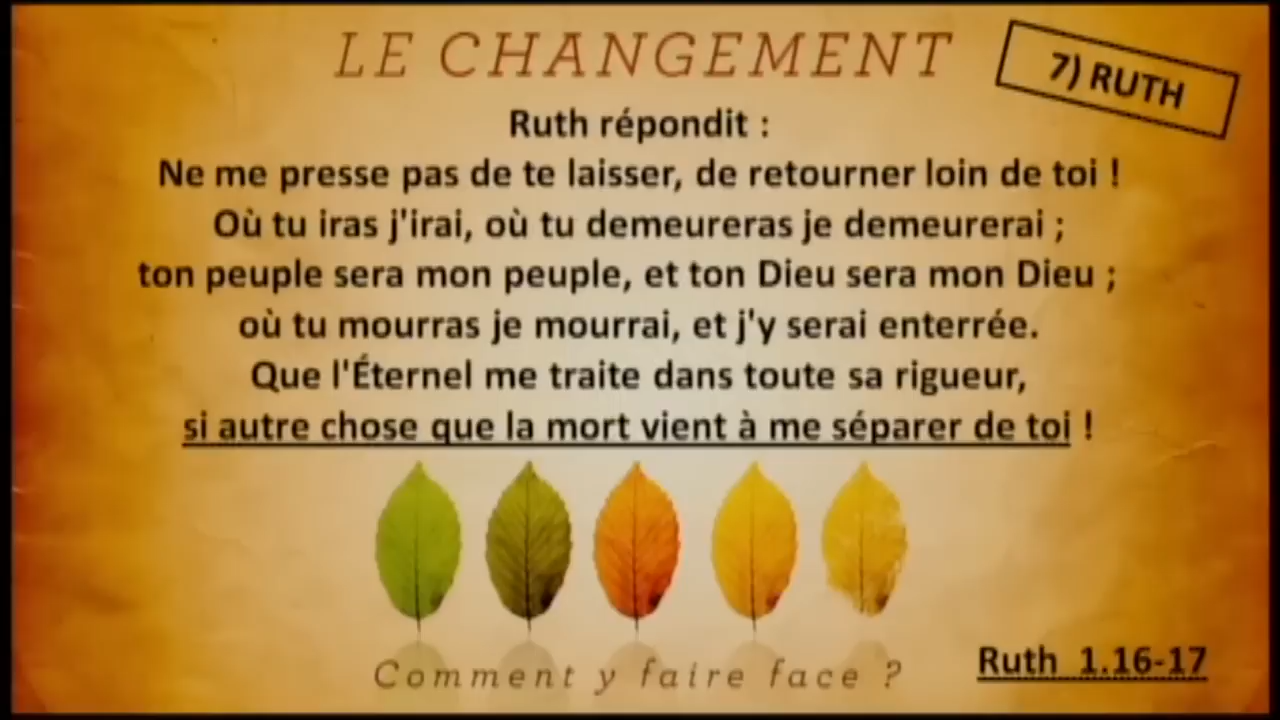 LE CHANGEMENT
7) RUTH
Ruth répondit :
Ne me presse pas de te laisser, de retourner loin de toi !
Où tu iras j'irai, où tu demeureras je demeurerai ;
ton peuple sera mon peuple, et ton Dieu sera mon Dieu ;
où tu mourras je mourrai, et j'y serai enterrée.
Que l'Éternel me traite dans toute sa rigueur,
si autre chose que la mort vient à me séparer de toi !
Comment y faire face ?
Ruth 1.16-17